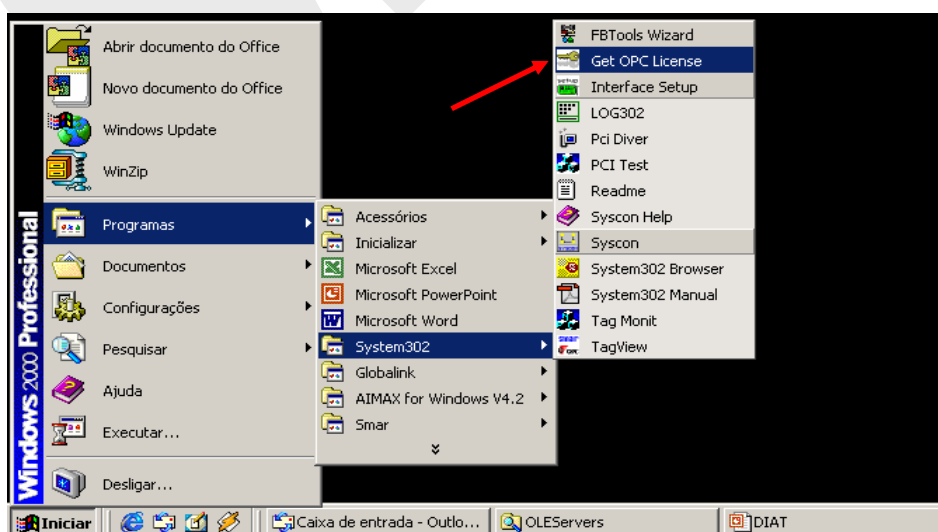 Abrir documento do Office
Novo documento do Office
Windows Update
WinZip
Programas
Documentos
Configurações
Pesquisar
Ajuda
Executar...
Desligar...
Windows 2000 Professional
Acessórios
Inicializar
Microsoft Excel
Microsoft PowerPoint
Microsoft Word
System302
Globalink
AIMAX for Windows V4.2
Smar
FBTools Wizard
Get OPC License
Interface Setup
LOG302
Pci Diver
PCI Test
Readme
Syscon Help
Syscon
System302 Browser
System302 Manual
Tag Monit
TagView
Iniciar
Caixa de entrada - Outlo...
OLEServers
DIAT